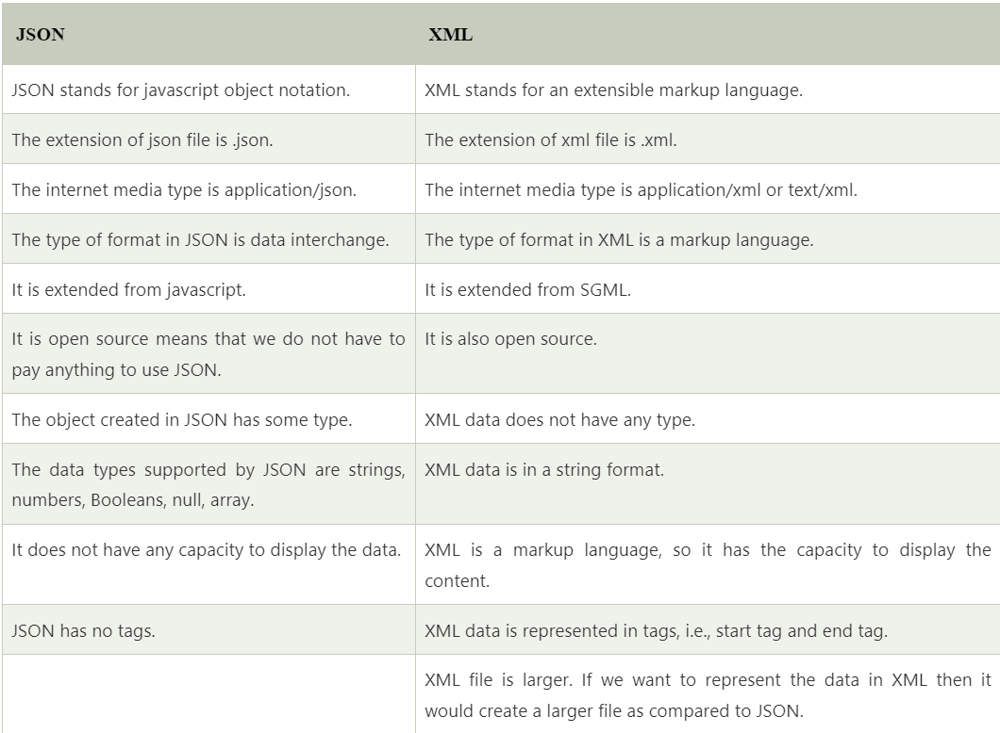 JSON
XML
JSON stands for javascript object notation.
XML stands for an extensible markup language.
The extension of json file is .json.
The extension of xml file is .xml.
The internet media type is application/json.
The internet media type is application/xml or text/xml.
The type of format in JSON is data interchange.
The type of format in XML is a markup language.
It is extended from javascript.
It is extended from SGML.
It is open source means that we do not have to
pay anything to use JSON.
It is also open source.
The object created in JSON has some type.
XML data does not have any type.
The data types supported by JSON are strings,
numbers, Booleans, null, array.
XML data is in a string format.
It does not have any capacity to display the data.
XML is a markup language, so it has the capacity to display the
content.
JSON has no tags.
XML data is represented in tags, i.e., start tag and end tag.
XML file is larger. If we want to represent the data in XML then it
would create a larger file as compared to JSON.